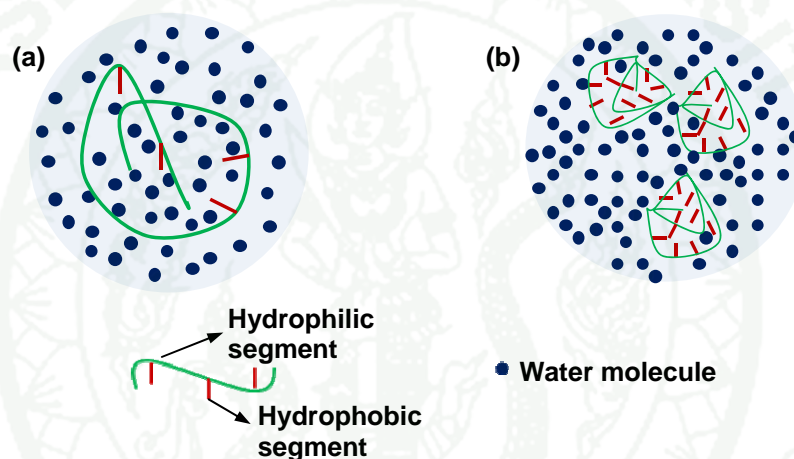 (a)
(b)
Hydrophilic
segment
Water molecule
Hydrophobic
segment